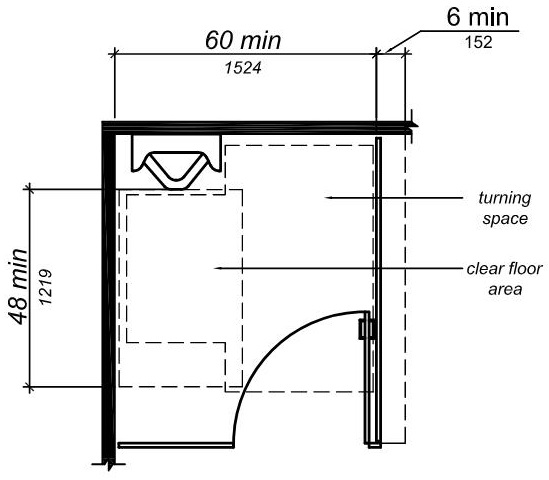 60 min
1524
6 min
152
turning
space
clear floor
area
48 min
1219